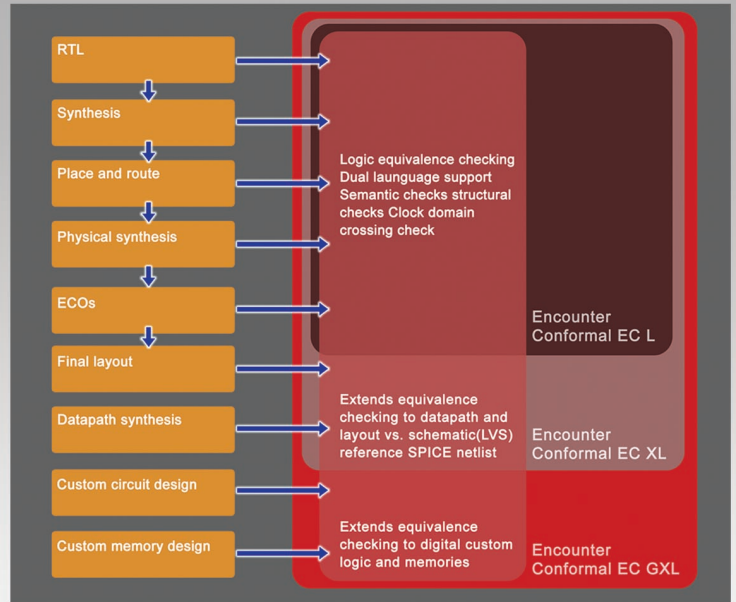 RTL
Synthesis
Place and route
Physical synthesis
ECOs
Final layout
Datapath synthesis
Custom circuit design
Custom memory design
Logic equivalence checking
Dual launguage support
Semantic checks structural
checks Clock domain
crossing check
Encounter
Conformal EC L
Extends equivalence
checking to datapath and
layout vs. schematic(LVS)
reference SPICE netlist
Encounter
Conformal EC XL
Extends equivalence
checking to digital custom
logic and memories
Encounter
Conformal EC GXL